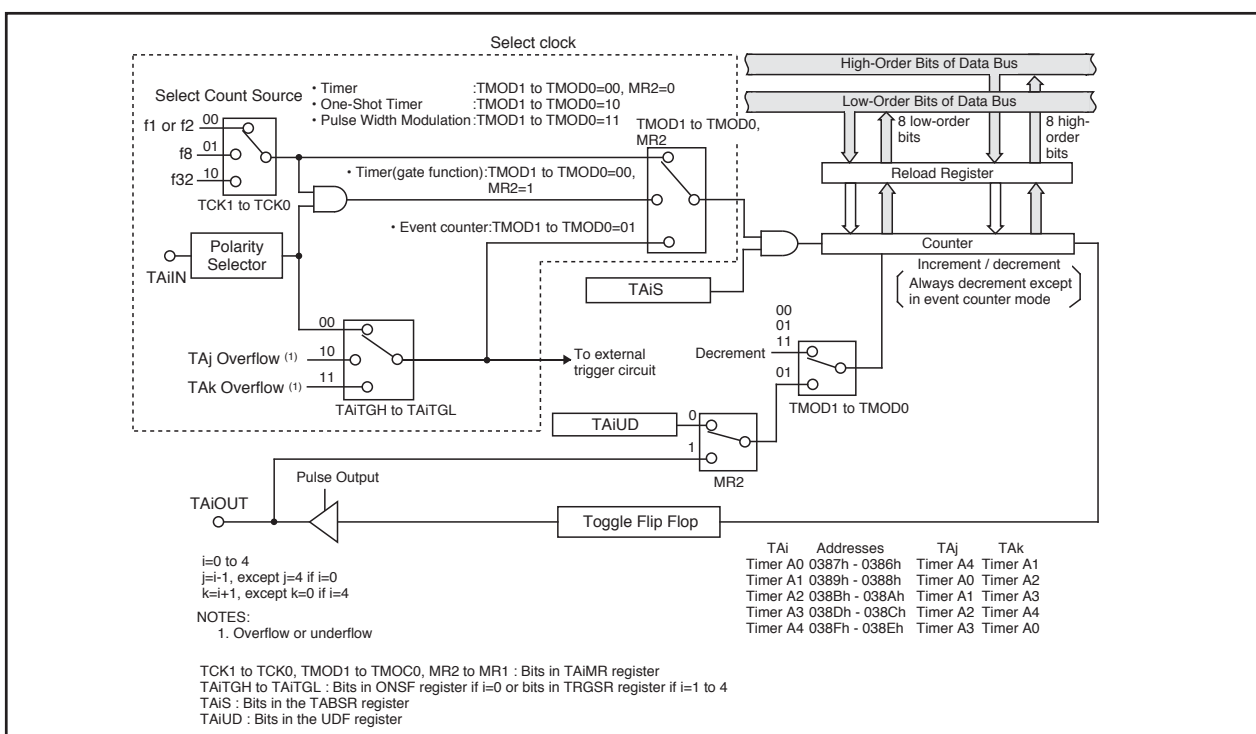 Select clock
High-Order Bits of Data Bus
Low-Order Bits of Data Bus
8 low-order
bits
8 high-
order
bits
Reload Register
Counter
Increment / decrement
Always decrement except
in event counter mode
Select Count Source
f1 or f2
00
f8
01
f32
10
TCK1 to TCK0
• Timer :TMOD1 to TMOD0=00, MR2=0
• One-Shot Timer :TMOD1 to TMOD0=10
• Pulse Width Modulation :TMOD1 to TMOD0=11
TMOD1 to TMOD0,
MR2
• Timer(gate function):TMOD1 to TMOD0=00,
MR2=1
• Event counter:TMOD1 to TMOD0=01
TAiIN
Polarity
Selector
TAiS
00
TAj Overflow (1)
10
TAk Overflow (1)
11
TAiTGH to TAiTGL
To external
trigger circuit
00
01
11
Decrement
01
TMOD1 to TMOD0
TAiUD
0
1
MR2
Pulse Output
TAiOUT
Toggle Flip Flop
i=0 to 4
j=i-1, except j=4 if i=0
k=i+1, except k=0 if i=4
NOTES:
1. Overflow or underflow
TAi Addresses TAj TAk
Timer A0 0387h - 0386h Timer A4 Timer A1
Timer A1 0389h - 0388h Timer A0 Timer A2
Timer A2 038Bh - 038Ah Timer A1 Timer A3
Timer A3 038Dh - 038Ch Timer A2 Timer A4
Timer A4 038Fh - 038Eh Timer A3 Timer A0
TCK1 to TCK0, TMOD1 to TMOC0, MR2 to MR1 : Bits in TAiMR register
TAiTGH to TAiTGL : Bits in ONSF register if i=0 or bits in TRGSR register if i=1 to 4
TAiS : Bits in the TABSR register
TAiUD : Bits in the UDF register